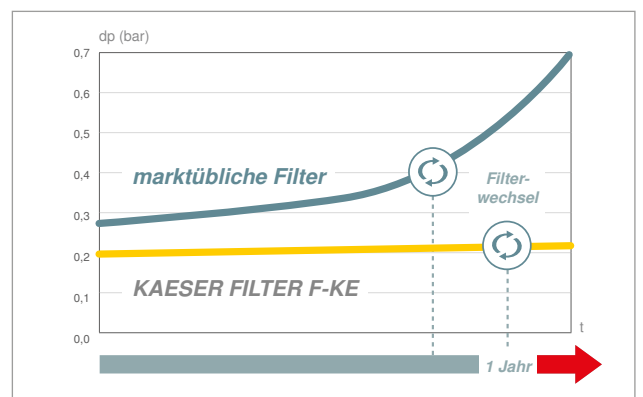 dp (bar)
0,7
0,6
0,5
0,4
0,3
0,2
0,1
0,0
marktübliche Filter
Filter-
wechsel
KAESER FILTER F-KE
t
1 Jahr